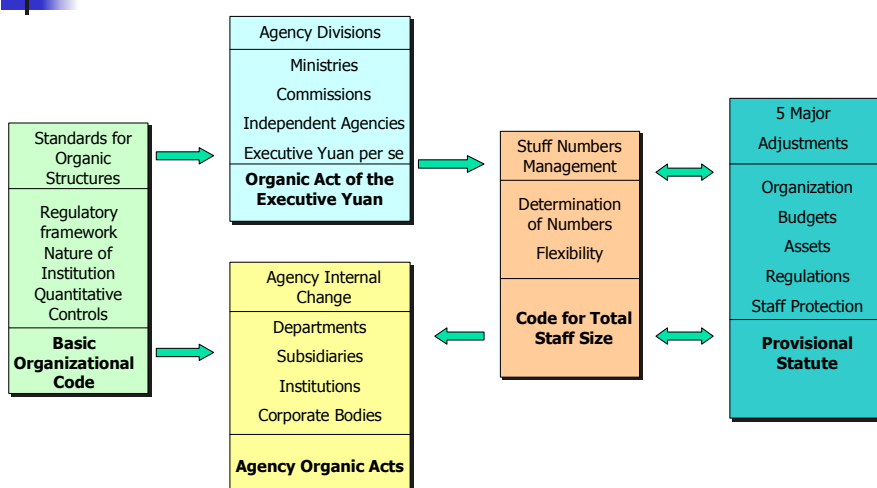 Standards for
Organic
Structures
Regulatory
framework
Nature of
Institution
Quantitative
Controls
Basic
Organizational
Code
Agency Divisions
Ministries
Commissions
Independent Agencies
Executive Yuan per se
Organic Act of the
Executive Yuan
Agency Internal
Change
Departments
Subsidiaries
Institutions
Corporate Bodies
Agency Organic Acts
Stuff Numbers
Management
Determination
of Numbers
Flexibility
Code for Total
Staff Size
5 Major
Adjustments
Organization
Budgets
Assets
Regulations
Staff Protection
Provisional
Statute